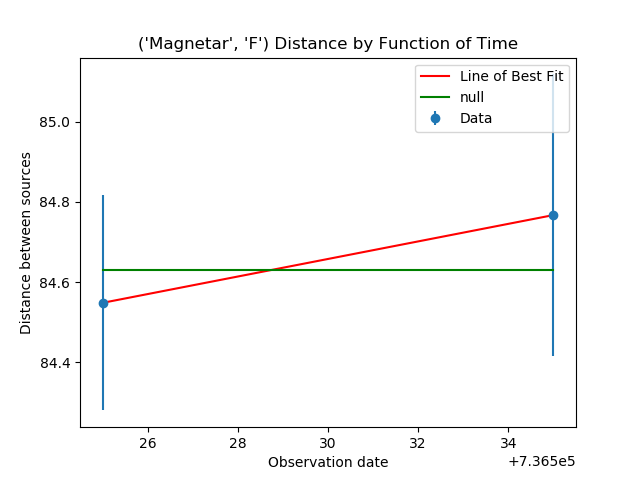 ('Magnetar', 'F') Distance by Function of Time
Line of Best Fit
null
Data
Distance between sources
85.0
84.8
84.6
84.4
26
28
30
32
34
Observation date
+7.365e5